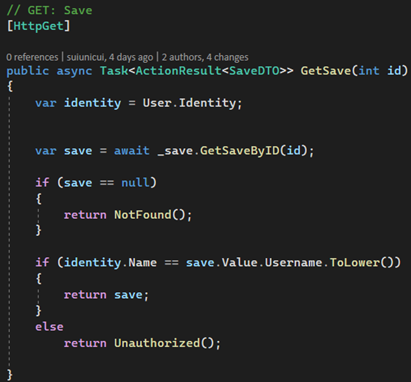 // GET: Save
[HttpGet]
0 references | suiunicui, 4 days ago | 2 authors, 4 changes
public async Task<ActionResult<SaveDTO>> GetSave(int id)
{
var identity = User.Identity;
var save = await _save.GetSaveByID(id);
if (save == null)
{
return NotFound();
}
if (identity.Name == save.Value.Username.ToLower())
{
return save;
}
else
return Unauthorized();
}